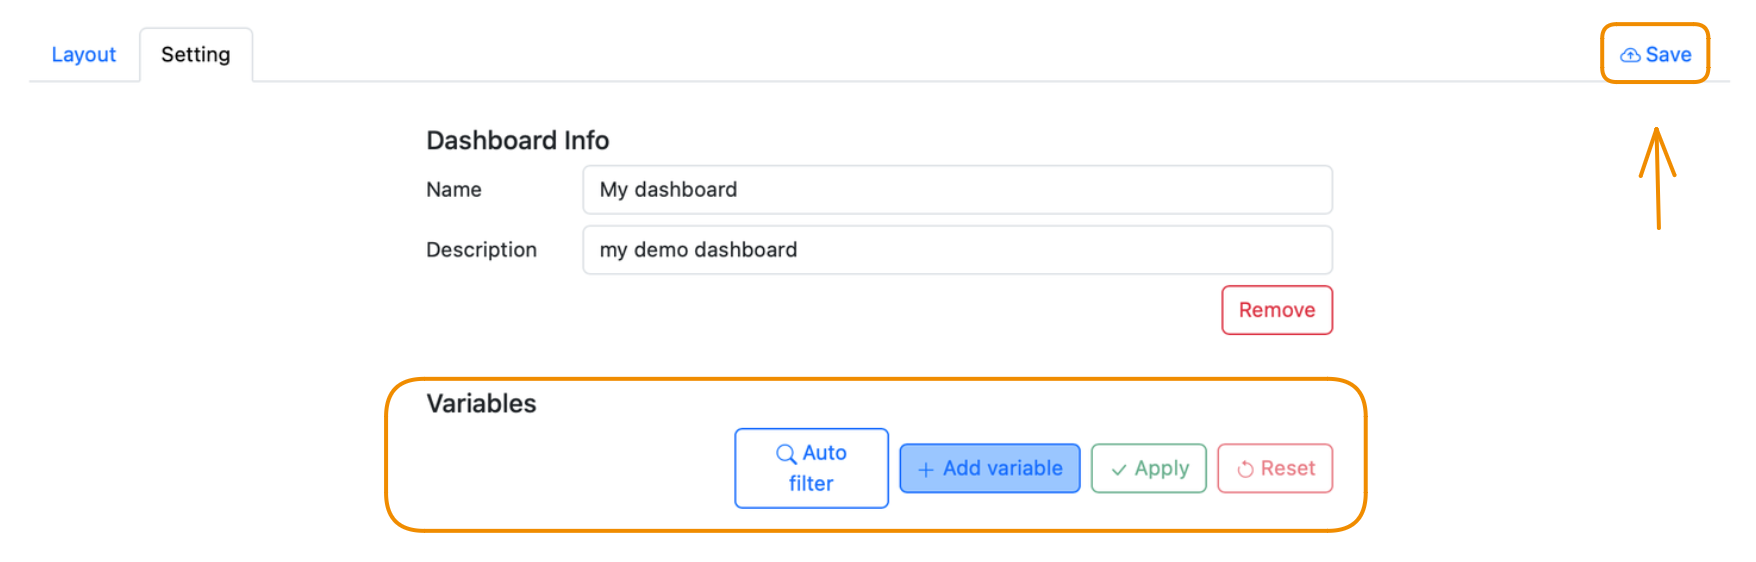 Layout
Setting
Save
Dashboard Info
Name
My dashboard
Description
my demo dashboard
Remove
Variables
Auto
filter
+ Add variable
Apply
Reset